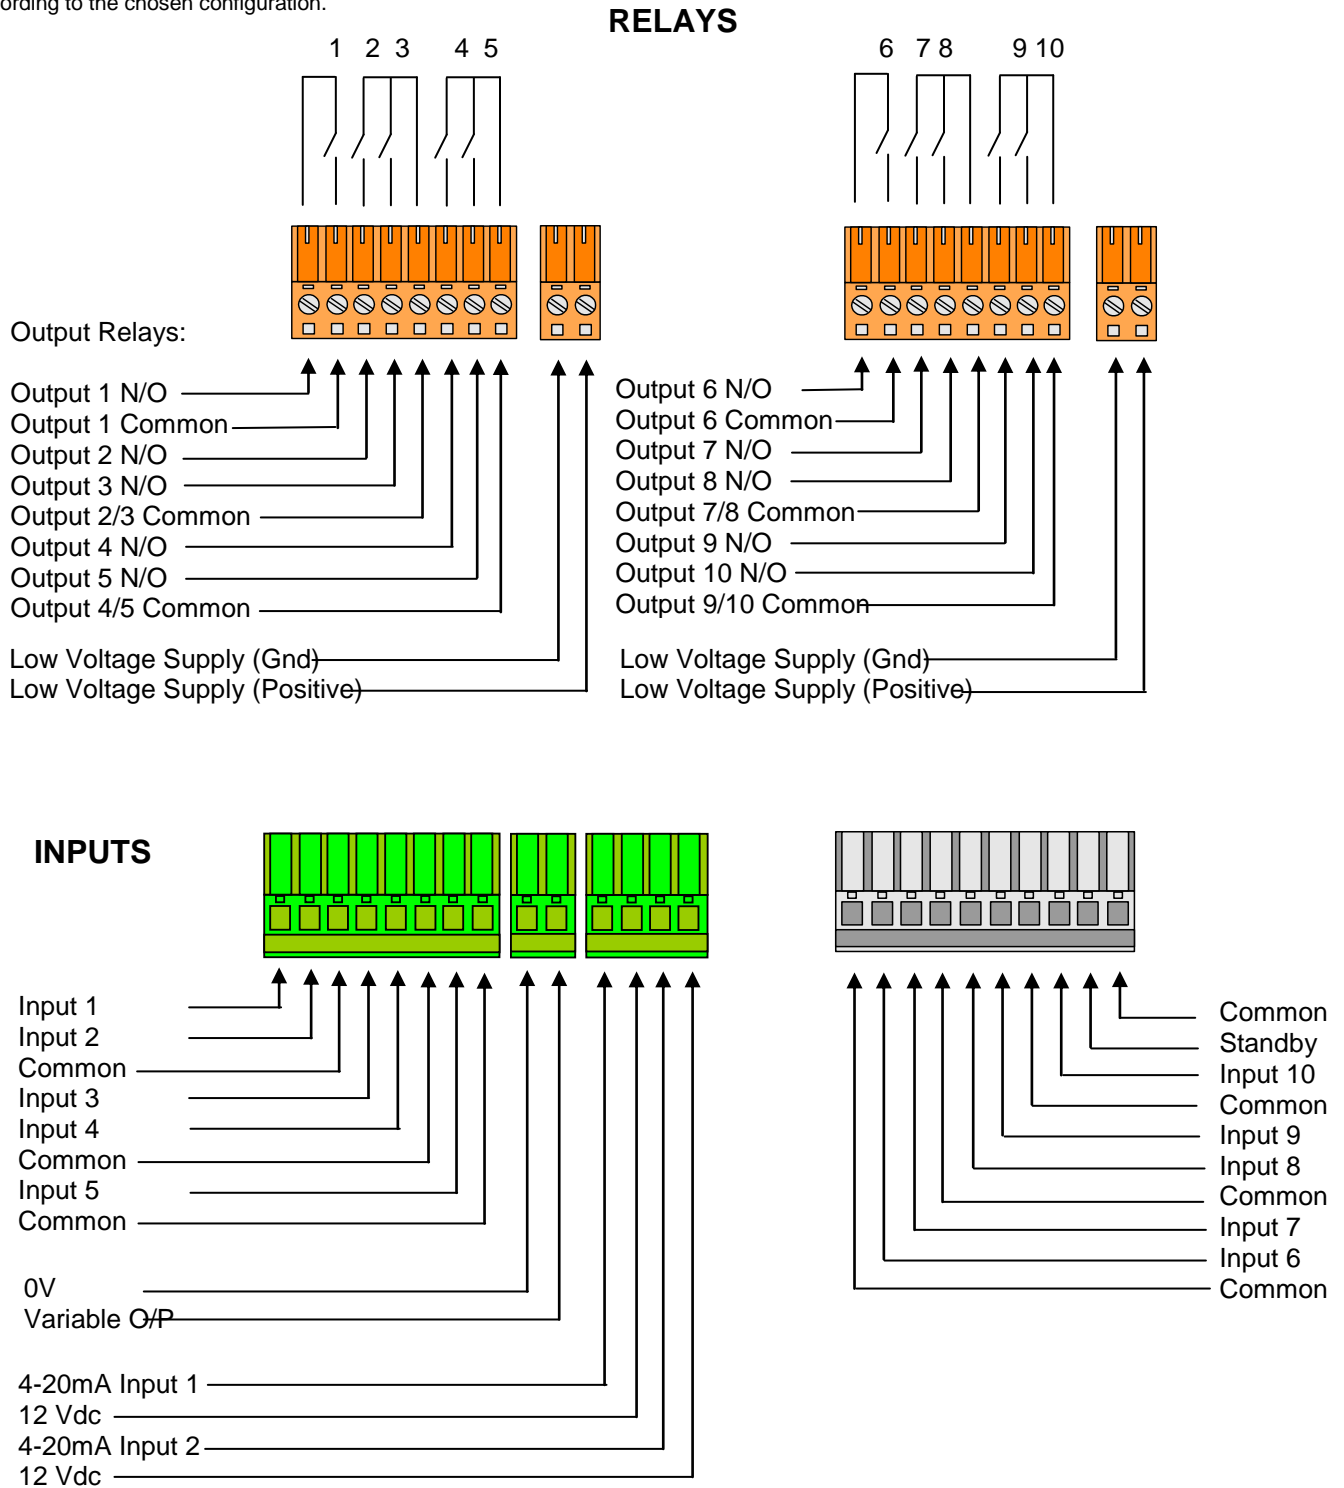 ording to the chosen configuration.
RELAYS
1 2 3 4 5
6 7 8 9 10
Output Relays:
Output 1 N/O
Output 1 Common
Output 2 N/O
Output 3 N/O
Output 2/3 Common
Output 4 N/O
Output 5 N/O
Output 4/5 Common
Low Voltage Supply (Gnd)
Low Voltage Supply (Positive)
Output 6 N/O
Output 6 Common
Output 7 N/O
Output 8 N/O
Output 7/8 Common
Output 9 N/O
Output 10 N/O
Output 9/10 Common
Low Voltage Supply (Gnd)
Low Voltage Supply (Positive)
INPUTS
Input 1
Input 2
Common
Input 3
Input 4
Common
Input 5
Common
0V
Variable O/P
4-20mA Input 1
12 Vdc
4-20mA Input 2
12 Vdc
Common
Standby
Input 10
Common
Input 9
Input 8
Common
Input 7
Input 6
Common